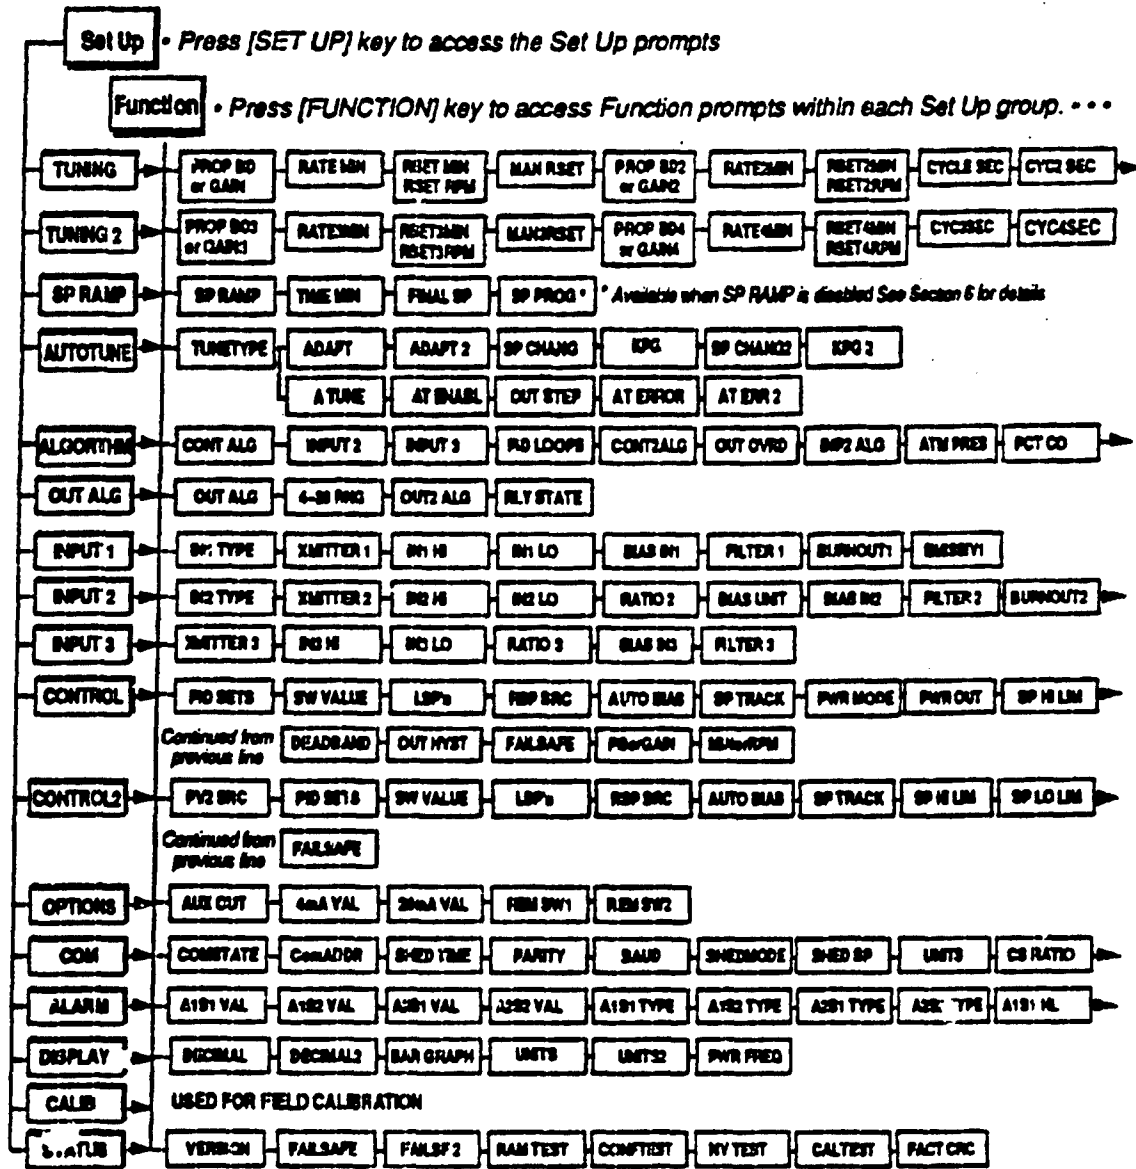 Set Up • Press [SET UP] key to access the Set Up prompts
Function • Press [FUNCTION] key to access Function prompts within each Set Up group. • • •
TUNING PROP BD or GAIN RATE MIN RSET MIN RSET RPM MAN RSET PROP BD2 or GAIN2 RATE2MIN RSET2MIN RSET2RPM CYCLE SEC CYC2 SEC
TUNING 2 PROP BD3 or GAIN3 RATE3MIN RSET3MIN RSET3RPM MAN3RSET PROP BD4 or GAIN4 RATE4MIN RSET4MIN RSET4RPM CYC3SEC CYC4SEC
SP RAMP SP RAMP TIME MIN FINAL SP SP PROG * * Available when SP RAMP is disabled See Section 6 for details
AUTOTUNE TUNETYPE ADAPT ADAPT 2 SP CHANG KPG SP CHANG2 KPG 2
A TUNE AT ENABL OUT STEP AT ERROR AT ERR 2
ALGORTHM CONT ALG INPUT 2 INPUT 3 PID LOOPS CONT2ALG OUT OVRD INP2 ALG ATM PRES PCT CO
OUT ALG OUT ALG 4–20 RNG OUT2 ALG RLY STATE
INPUT 1 IN1 TYPE XMITTER 1 IN1 HI IN1 LO BIAS IN1 FILTER 1 BURNOUT1 EMISSIV1
INPUT 2 IN2 TYPE XMITTER 2 IN2 HI IN2 LO RATIO 2 BIAS UNIT BIAS IN2 FILTER 2 BURNOUT2
INPUT 3 XMITTER 3 IN3 HI IN3 LO RATIO 3 BIAS IN3 FILTER 3
CONTROL PID SETS SW VALUE LSP's RSP SRC AUTO BIAS SP TRACK PWR MODE PWR OUT SP HI LIM
Continued from previous line DEADBAND OUT HYST FAILSAFE PBorGAIN MINorRPM
CONTROL2 PV2 SRC PID SETS SW VALUE LSP's RSP SRC AUTO BIAS SP TRACK SP HI LIM SP LO LIM
Continued from previous line FAILSAFE
OPTIONS AUX OUT 4mA VAL 20mA VAL REM SW1 REM SW2
COM COMSTATE ComADDR SHED TIME PARITY BAUD SHEDMODE SHED SP UNITS CS RATIO
ALARM A1S1 VAL A1S2 VAL A2S1 VAL A2S2 VAL A1S1 TYPE A1S2 TYPE A2S1 TYPE TYPE A1S1 HL
DISPLAY DECIMAL DECIMAL2 BAR GRAPH UNITS UNITS2 PWR FREQ
CALIB USED FOR FIELD CALIBRATION
STATUS VERSION FAILSAFE FAILSF 2 RAM TEST CONFTEST NV TEST CALTEST FACT CRC